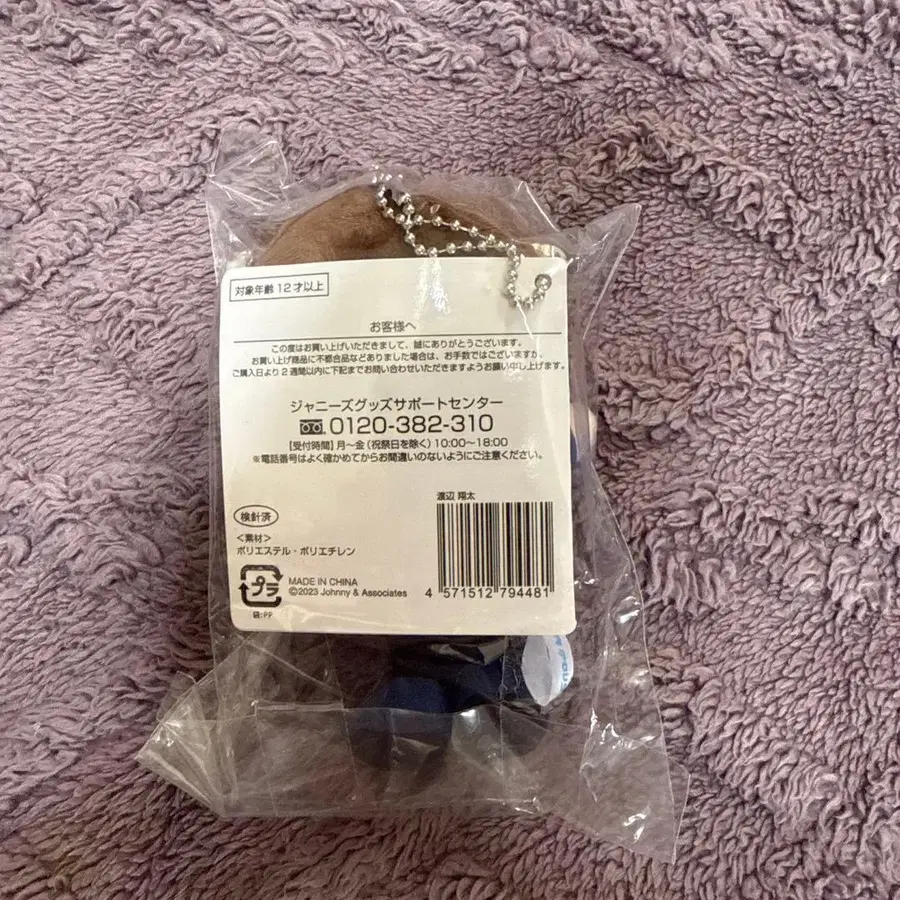 対象年齢12才以上
お客様へ
この度はお買い上げいただきまして、誠にありがとうございます。
お買い上げ商品に不都合品などありました場合は、お手数ではございますが、
ご購入日より2週間以内に下記までお問い合わせいただきますようお願い申し上げます。
ジャニーズグッズサポートセンター
0120-382-310
【受付時間】月〜金(祝祭日を除く)10:00〜18:00
※電話番号はよく確かめてからお間違いのないようにご注意ください。
渡辺 翔太
検針済
<素材>
ポリエステル・ポリエチレン
プラ
袋:PP
MADE IN CHINA
©2023 Johnny & Associates
4 571512 794481